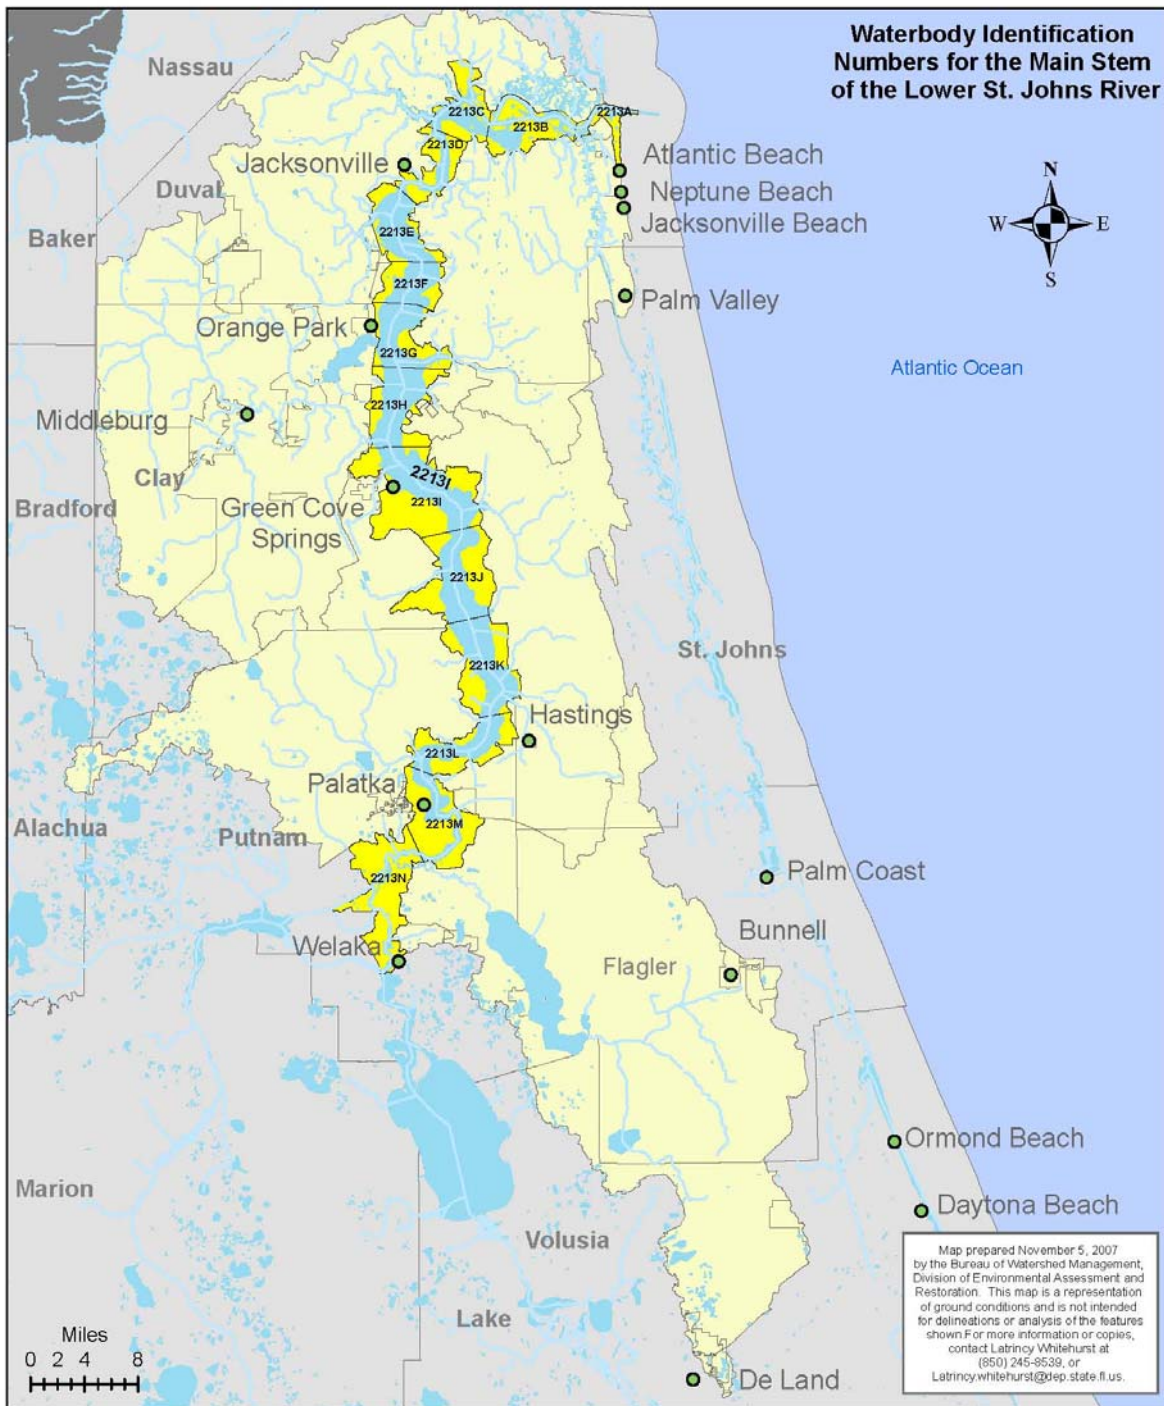 Waterbody Identification
Numbers for the Main Stem
of the Lower St. Johns River
Nassau
2213C
2213A
2213B
2213D
Jacksonville
Atlantic Beach
N
Duval
Neptune Beach
Jacksonville Beach
W
E
2213E
Baker
S
2213F
Palm Valley
Orange Park
2213G
Atlantic Ocean
2213H
Middleburg
Clay
2213I
2213I
Bradford
Green Cove
Springs
2213J
St. Johns
2213K
Hastings
2213L
Palatka
Alachua
Putnam
2213M
Palm Coast
2213N
Bunnell
Welaka
Flagler
Ormond Beach
Marion
Daytona Beach
Volusia
Lake
Miles
0 2 4 8
De Land
Map prepared November 5, 2007
by the Bureau of Watershed Management,
Division of Environmental Assessment and
Restoration. This map is a representation
of ground conditions and is not intended
for delineations or analysis of the features
shown.For more information or copies,
contact Latrincy Whitehurst at
(850) 245-8539, or
Latrincy.whitehurst@dep.state.fl.us.